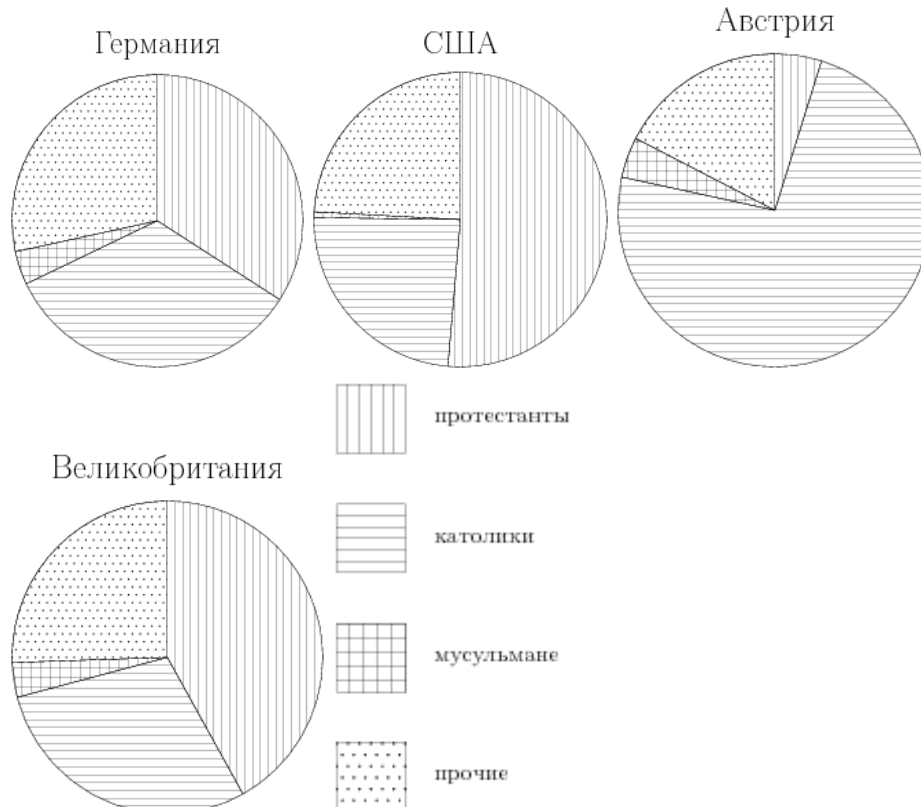 Германия
США
Австрия
протестанты
Великобритания
католики
мусульмане
прочие